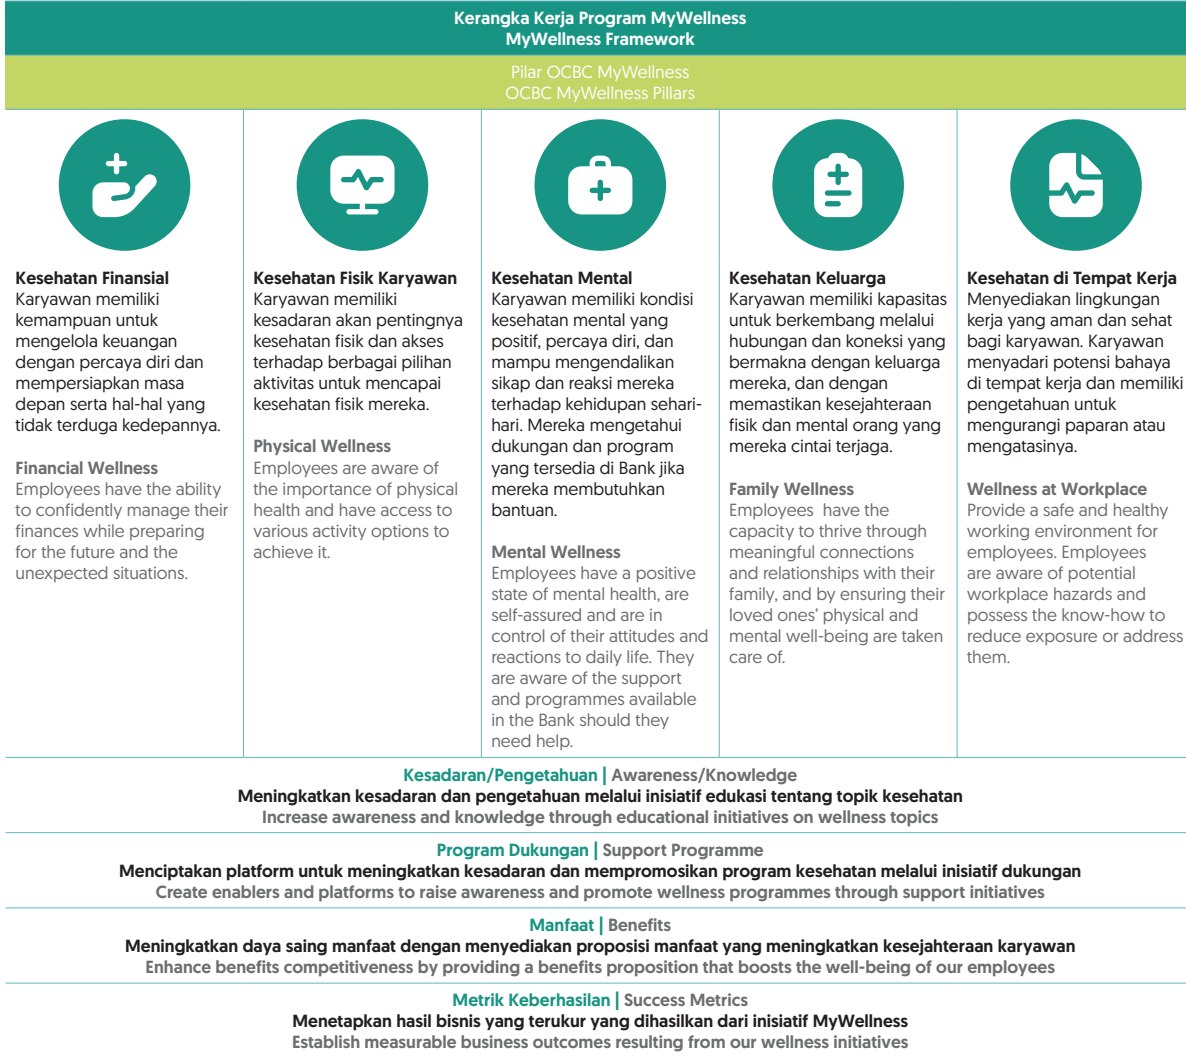 Kerangka Kerja Program MyWellness
MyWellness Framework
Pilar OCBC MyWellness
OCBC MyWellness Pillars
Kesehatan Finansial
Karyawan memiliki
kemampuan untuk
mengelola keuangan
dengan percaya diri dan
mempersiapkan masa
depan serta hal-hal yang
tidak terduga kedepannya.
Financial Wellness
Employees have the ability
to confidently manage their
finances while preparing
for the future and the
unexpected situations.
Kesehatan Fisik Karyawan
Karyawan memiliki
kesadaran akan pentingnya
kesehatan fisik dan akses
terhadap berbagai pilihan
aktivitas untuk mencapai
kesehatan fisik mereka.
Physical Wellness
Employees are aware of
the importance of physical
health and have access to
various activity options to
achieve it.
Kesehatan Mental
Karyawan memiliki kondisi
kesehatan mental yang
positif, percaya diri, dan
mampu mengendalikan
sikap dan reaksi mereka
terhadap kehidupan sehari-
hari. Mereka mengetahui
dukungan dan program
yang tersedia di Bank jika
mereka membutuhkan
bantuan.
Mental Wellness
Employees have a positive
state of mental health, are
self-assured and are in
control of their attitudes and
reactions to daily life. They
are aware of the support
and programmes available
in the Bank should they
need help.
Kesehatan Keluarga
Karyawan memiliki kapasitas
untuk berkembang melalui
hubungan dan koneksi yang
bermakna dengan keluarga
mereka, dan dengan
memastikan kesejahteraan
fisik dan mental orang yang
mereka cintai terjaga.
Family Wellness
Employees have the
capacity to thrive through
meaningful connections
and relationships with their
family, and by ensuring their
loved ones’ physical and
mental well-being are taken
care of.
Kesehatan di Tempat Kerja
Menyediakan lingkungan
kerja yang aman dan sehat
bagi karyawan. Karyawan
menyadari potensi bahaya
di tempat kerja dan memiliki
pengetahuan untuk
mengurangi paparan atau
mengatasinya.
Wellness at Workplace
Provide a safe and healthy
working environment for
employees. Employees
are aware of potential
workplace hazards and
possess the know-how to
reduce exposure or address
them.
Kesadaran/Pengetahuan | Awareness/Knowledge
Meningkatkan kesadaran dan pengetahuan melalui inisiatif edukasi tentang topik kesehatan
Increase awareness and knowledge through educational initiatives on wellness topics
Program Dukungan | Support Programme
Menciptakan platform untuk meningkatkan kesadaran dan mempromosikan program kesehatan melalui inisiatif dukungan
Create enablers and platforms to raise awareness and promote wellness programmes through support initiatives
Manfaat | Benefits
Meningkatkan daya saing manfaat dengan menyediakan proposisi manfaat yang meningkatkan kesejahteraan karyawan
Enhance benefits competitiveness by providing a benefits proposition that boosts the well-being of our employees
Metrik Keberhasilan | Success Metrics
Menetapkan hasil bisnis yang terukur yang dihasilkan dari inisiatif MyWellness
Establish measurable business outcomes resulting from our wellness initiatives